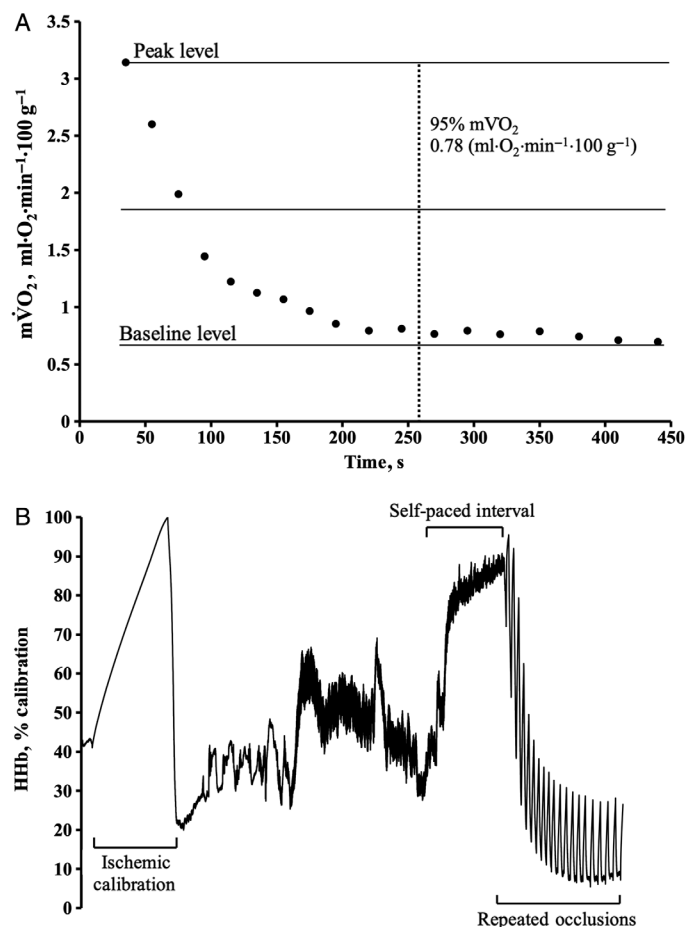 A
3.5
3
2.5
2
1.5
1
0.5
0
mV̇O₂, ml·O₂·min⁻¹·100 g⁻¹
Peak level
95% mV̇O₂
0.78 (ml·O₂·min⁻¹·100 g⁻¹)
Baseline level
0 50 100 150 200 250 300 350 400 450
Time, s
B
100
90
80
70
60
50
40
30
20
10
0
HHb, % calibration
Self-paced interval
Ischemic
calibration
Repeated occlusions